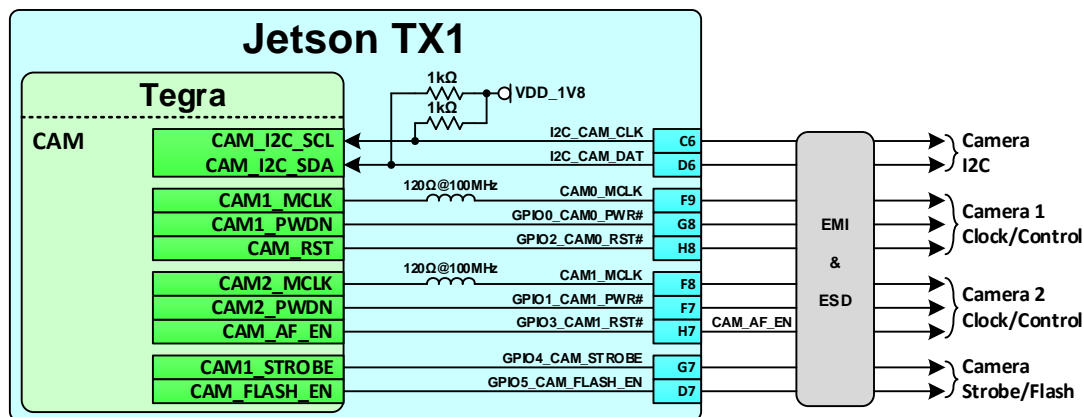 Jetson TX1
Tegra
CAM
1kΩ
1kΩ
VDD_1V8
CAM_I2C_SCL
I2C_CAM_CLK
C6
CAM_I2C_SDA
I2C_CAM_DAT
D6
Camera
I2C
CAM1_MCLK
120Ω@100MHz
CAM0_MCLK
F9
CAM1_PWDN
GPIO0_CAM0_PWR#
G8
CAM_RST
GPIO2_CAM0_RST#
H8
Camera 1
Clock/Control
EMI
&
ESD
CAM2_MCLK
120Ω@100MHz
CAM1_MCLK
F8
CAM2_PWDN
GPIO1_CAM1_PWR#
F7
CAM_AF_EN
GPIO3_CAM1_RST#
H7
CAM_AF_EN
Camera 2
Clock/Control
CAM1_STROBE
GPIO4_CAM_STROBE
G7
CAM_FLASH_EN
GPIO5_CAM_FLASH_EN
D7
Camera
Strobe/Flash